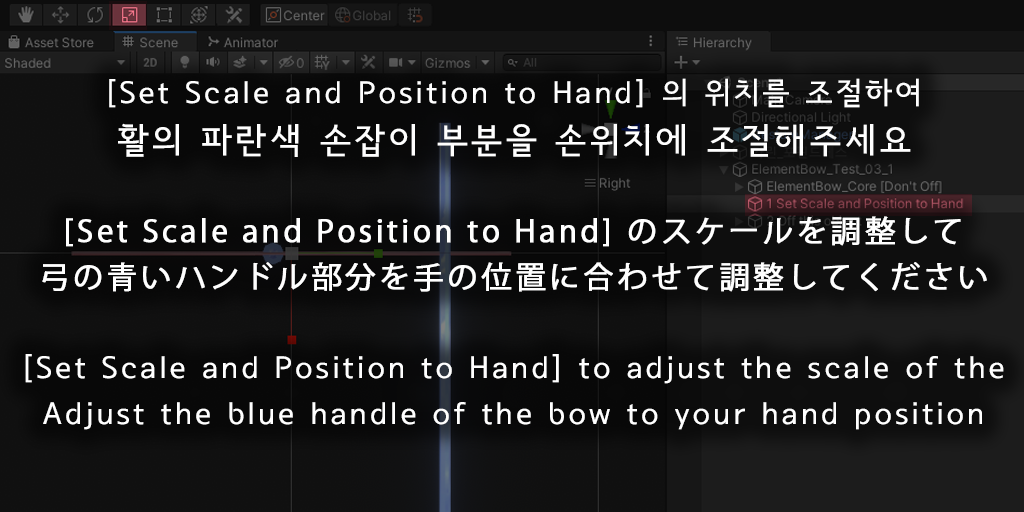 Center Global
Asset Store Scene Animator Hierarchy
Shaded 2D 0 Gizmos All
[Set Scale and Position to Hand] 의 위치를 조절하여
Directional Light
활의 파란색 손잡이 부분을 손위치에 조절해주세요
ElementBow_Test_03_1
Right
ElementBow_Core [Don't Off]
1 Set Scale and Position to Hand
[Set Scale and Position to Hand] のスケールを調整して
弓の青いハンドル部分を手の位置に合わせて調整してください
[Set Scale and Position to Hand] to adjust the scale of the
Adjust the blue handle of the bow to your hand position